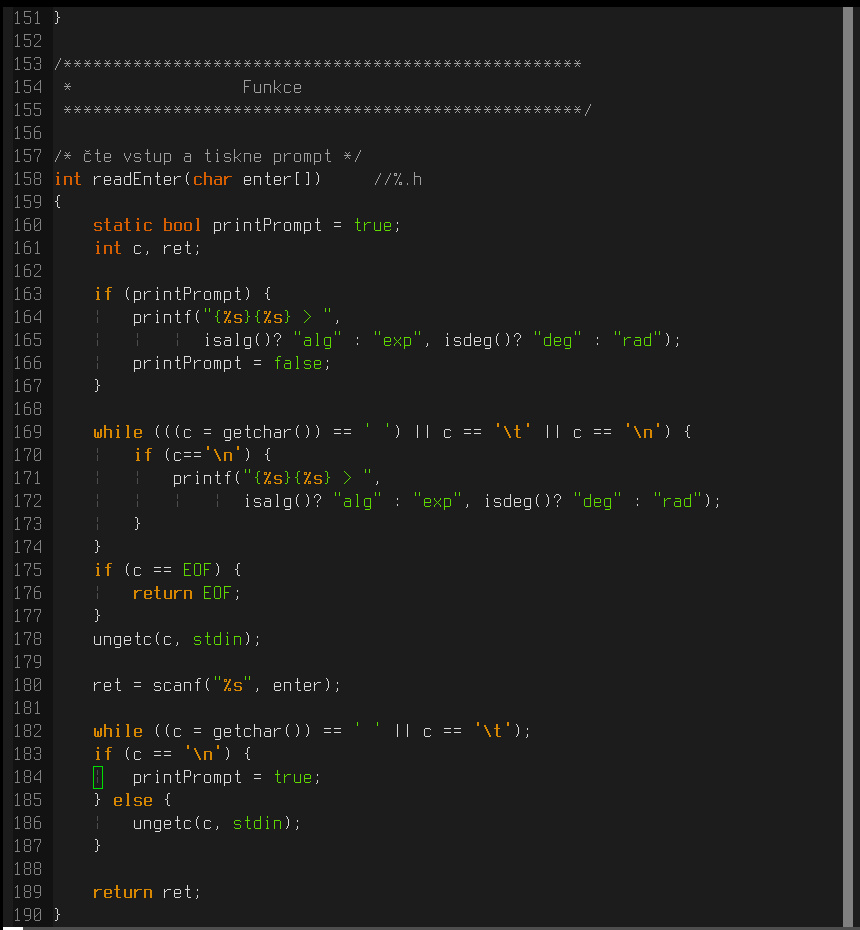 151 }
152
153 /****************************************************
154  *                 Funkce
155  ****************************************************/
156
157 /* čte vstup a tiskne prompt */
158 int readEnter(char enter[])     //%.h
159 {
160     static bool printPrompt = true;
161     int c, ret;
162
163     if (printPrompt) {
164     ¦   printf("{%s}{%s} > ",
165     ¦   ¦   ¦  isalg()? "alg" : "exp", isdeg()? "deg" : "rad");
166     ¦   printPrompt = false;
167     }
168
169     while (((c = getchar()) == ' ') || c == '\t' || c == '\n') {
170     ¦   if (c=='\n') {
171     ¦   ¦   printf("{%s}{%s} > ",
172     ¦   ¦   ¦   ¦  isalg()? "alg" : "exp", isdeg()? "deg" : "rad");
173     ¦   }
174     }
175     if (c == EOF) {
176     ¦   return EOF;
177     }
178     ungetc(c, stdin);
179
180     ret = scanf("%s", enter);
181
182     while ((c = getchar()) == ' ' || c == '\t');
183     if (c == '\n') {
184     ¦   printPrompt = true;
185     } else {
186     ¦   ungetc(c, stdin);
187     }
188
189     return ret;
190 }